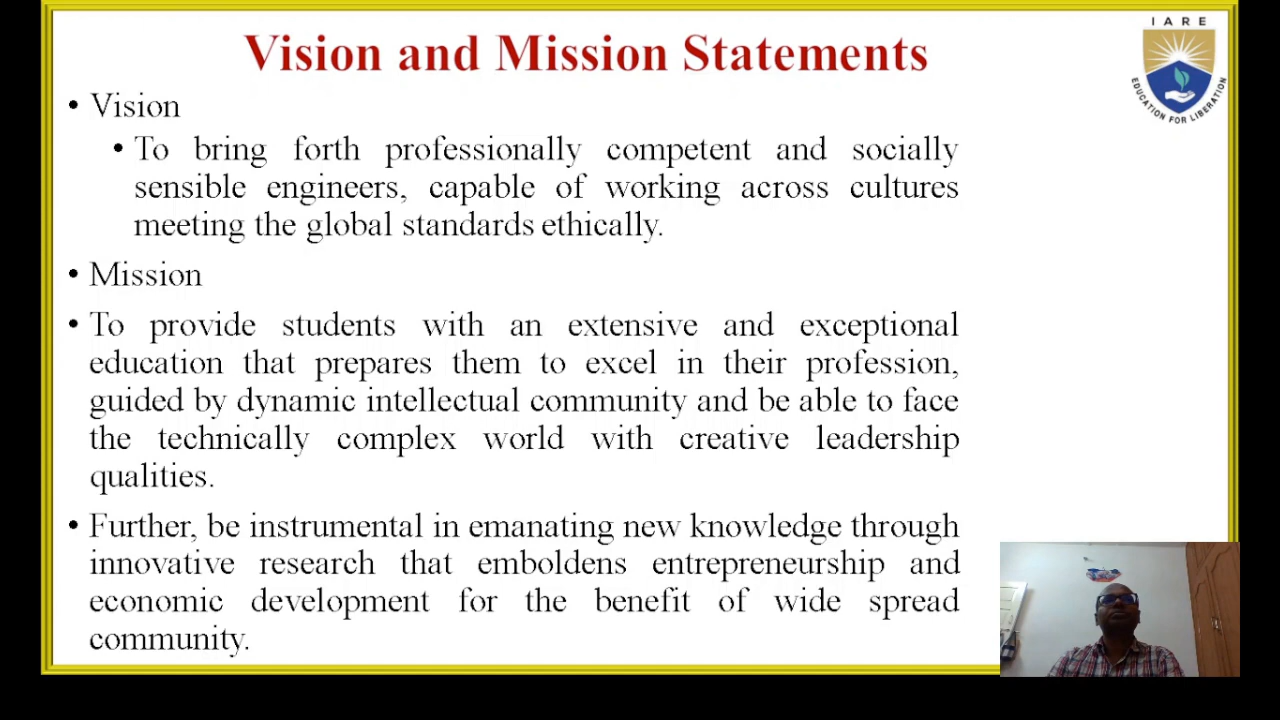 Vision and Mission Statements
I A R E
EDUCATION FOR LIBERATION
• Vision
• To bring forth professionally competent and socially
sensible engineers, capable of working across cultures
meeting the global standards ethically.
• Mission
• To provide students with an extensive and exceptional
education that prepares them to excel in their profession,
guided by dynamic intellectual community and be able to face
the technically complex world with creative leadership
qualities.
• Further, be instrumental in emanating new knowledge through
innovative research that emboldens entrepreneurship and
economic development for the benefit of wide spread
community.